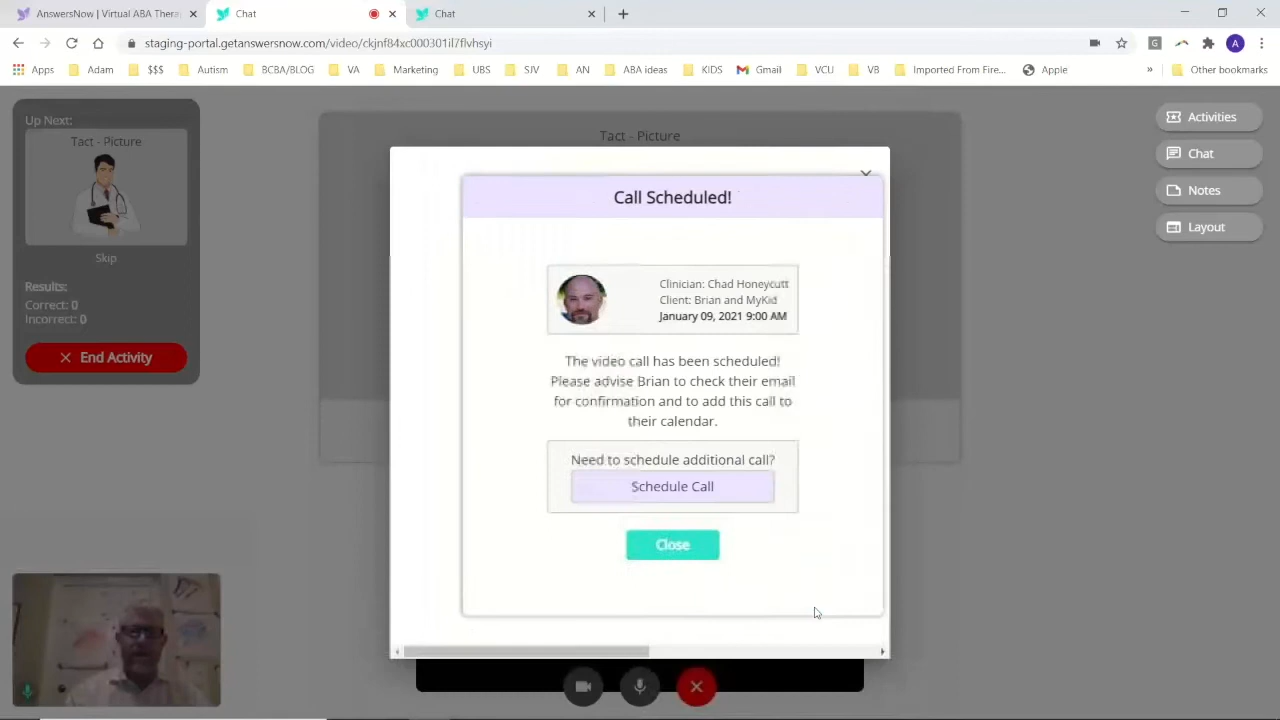 AnswersNow | Virtual ABA Thera
Chat
Chat
staging-portal.getanswersnow.com/video/ckjnf84xc000301il7flvhsyi
Apps
Adam
$$$
Autism
BCBA/BLOG
VA
Marketing
UBS
SJV
AN
ABA ideas
KIDS
Gmail
VCU
VB
Imported From Fire...
Apple
»
Other bookmarks
Up Next:
Tact - Picture
Skip
Results:
Correct: 0
Incorrect: 0
End Activity
Tact - Picture
Call Scheduled!
Clinician: Chad Honeycutt
Client: Brian and MyKid
January 09, 2021 9:00 AM
The video call has been scheduled!
Please advise Brian to check their email
for confirmation and to add this call to
their calendar.
Need to schedule additional call?
Schedule Call
Close
Activities
Chat
Notes
Layout